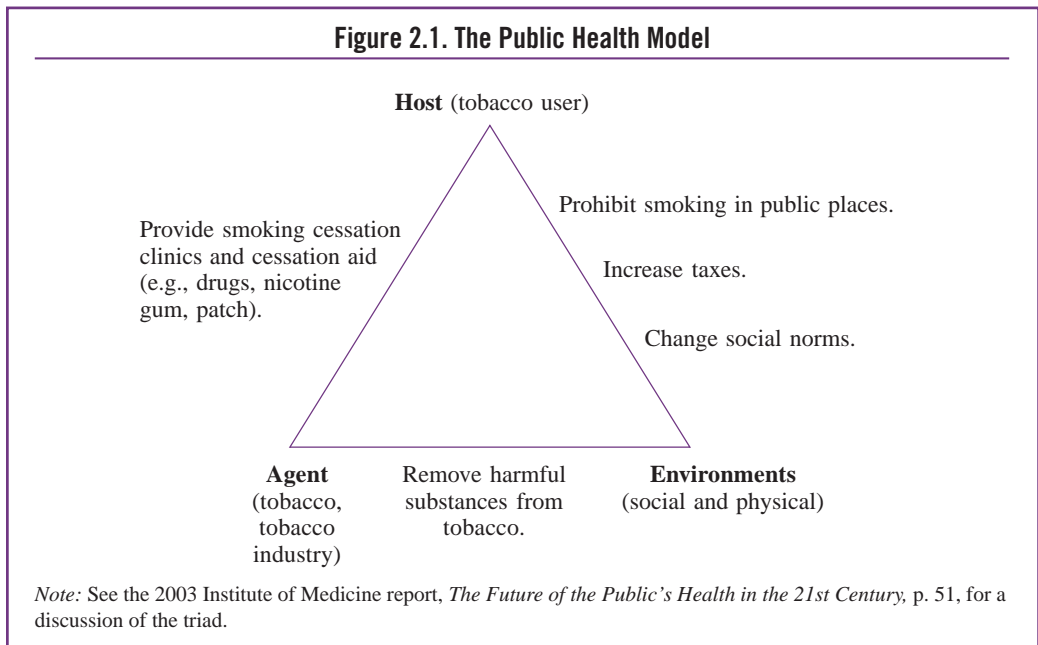 Figure 2.1. The Public Health Model
Host (tobacco user)
Provide smoking cessation
clinics and cessation aid
(e.g., drugs, nicotine
gum, patch).
Prohibit smoking in public places.
Increase taxes.
Change social norms.
Agent
(tobacco,
tobacco
industry)
Remove harmful
substances from
tobacco.
Environments
(social and physical)
Note: See the 2003 Institute of Medicine report, The Future of the Public’s Health in the 21st Century, p. 51, for a
discussion of the triad.